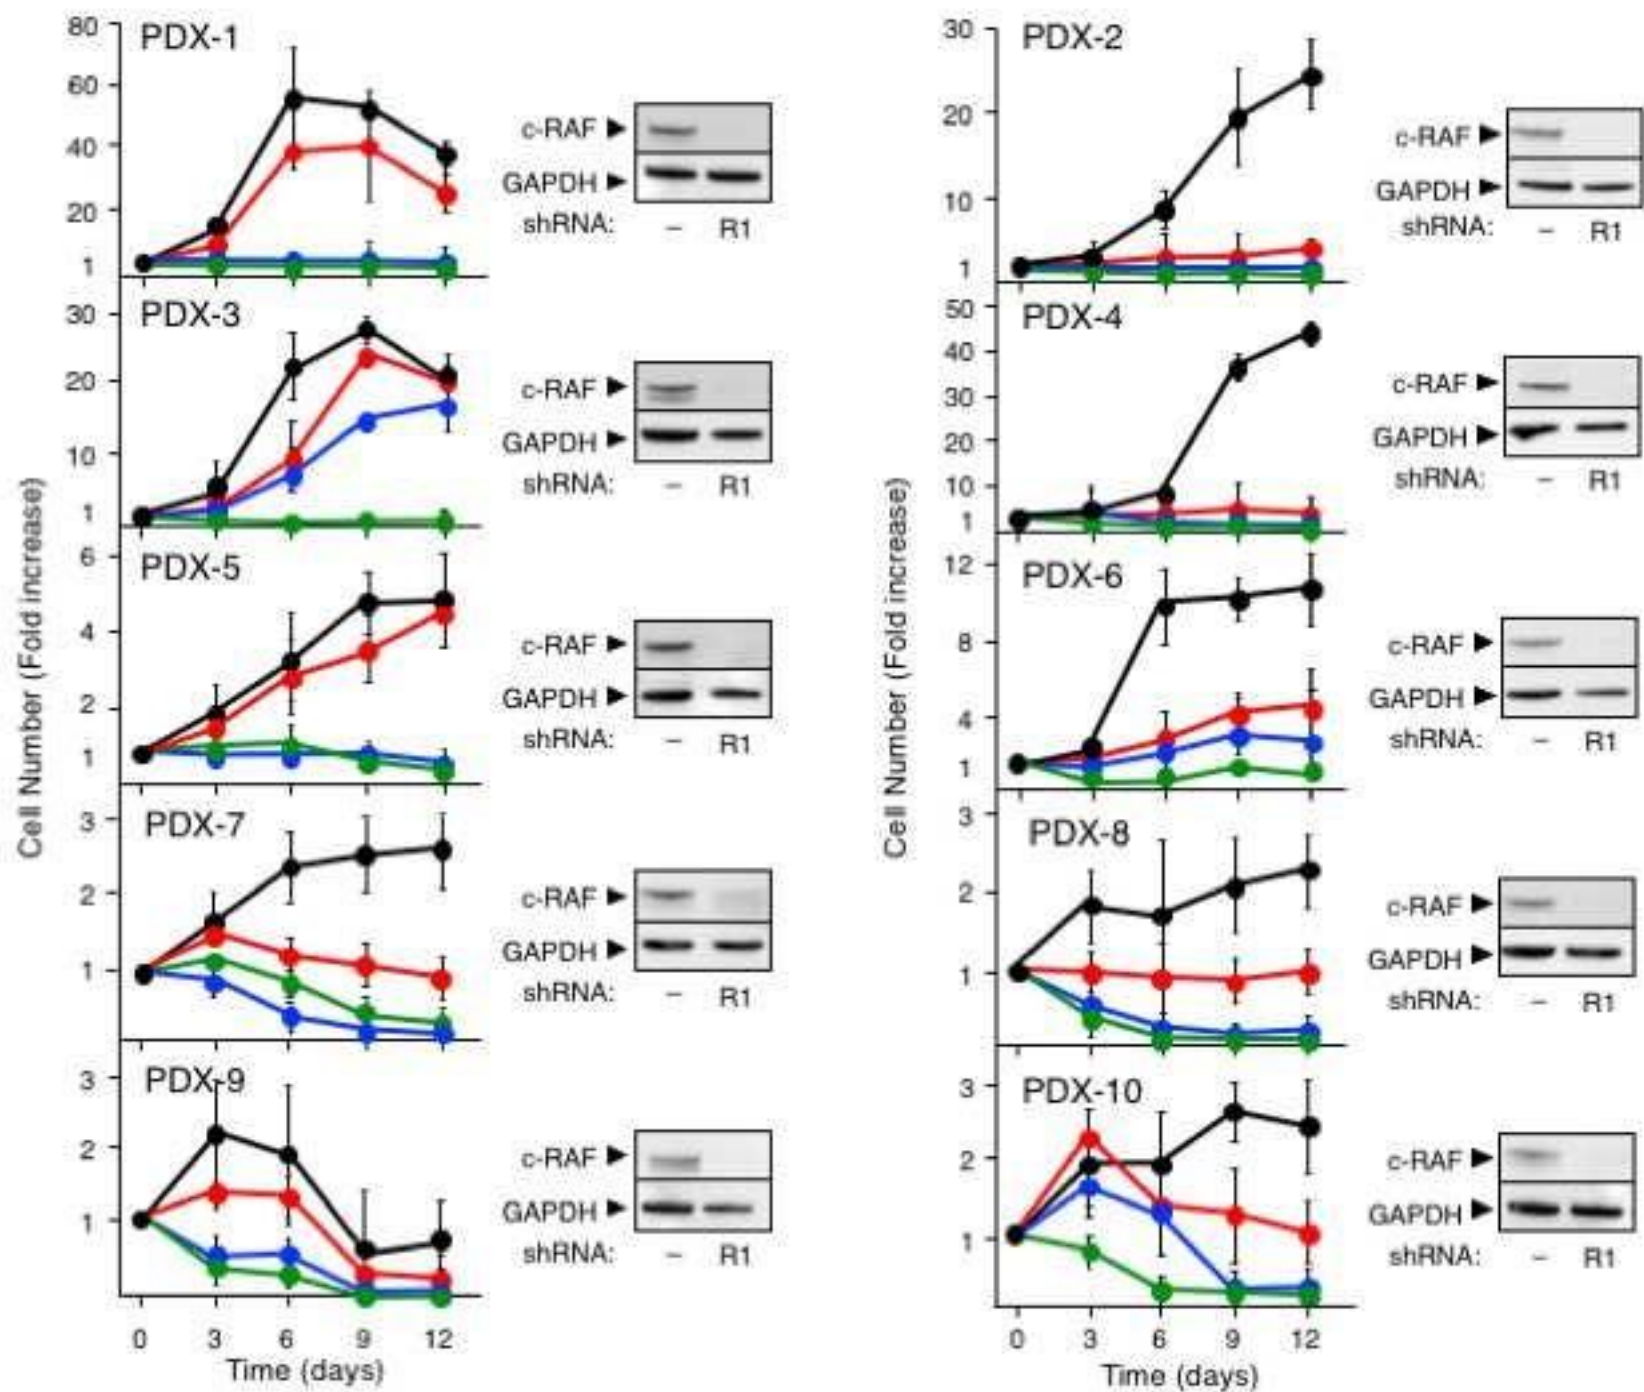 PDX-1
80
60
40
20
1
c-RAF
GAPDH
shRNA: – R1
PDX-2
30
20
10
1
c-RAF
GAPDH
shRNA: – R1
PDX-3
30
20
10
1
c-RAF
GAPDH
shRNA: – R1
PDX-4
50
40
30
20
10
1
c-RAF
GAPDH
shRNA: – R1
PDX-5
6
4
2
1
c-RAF
GAPDH
shRNA: – R1
PDX-6
12
8
4
1
c-RAF
GAPDH
shRNA: – R1
PDX-7
3
2
1
c-RAF
GAPDH
shRNA: – R1
PDX-8
3
2
1
c-RAF
GAPDH
shRNA: – R1
PDX-9
3
2
1
c-RAF
GAPDH
shRNA: – R1
PDX-10
3
2
1
c-RAF
GAPDH
shRNA: – R1
Cell Number (Fold increase)
Cell Number (Fold increase)
0 3 6 9 12
Time (days)
0 3 6 9 12
Time (days)